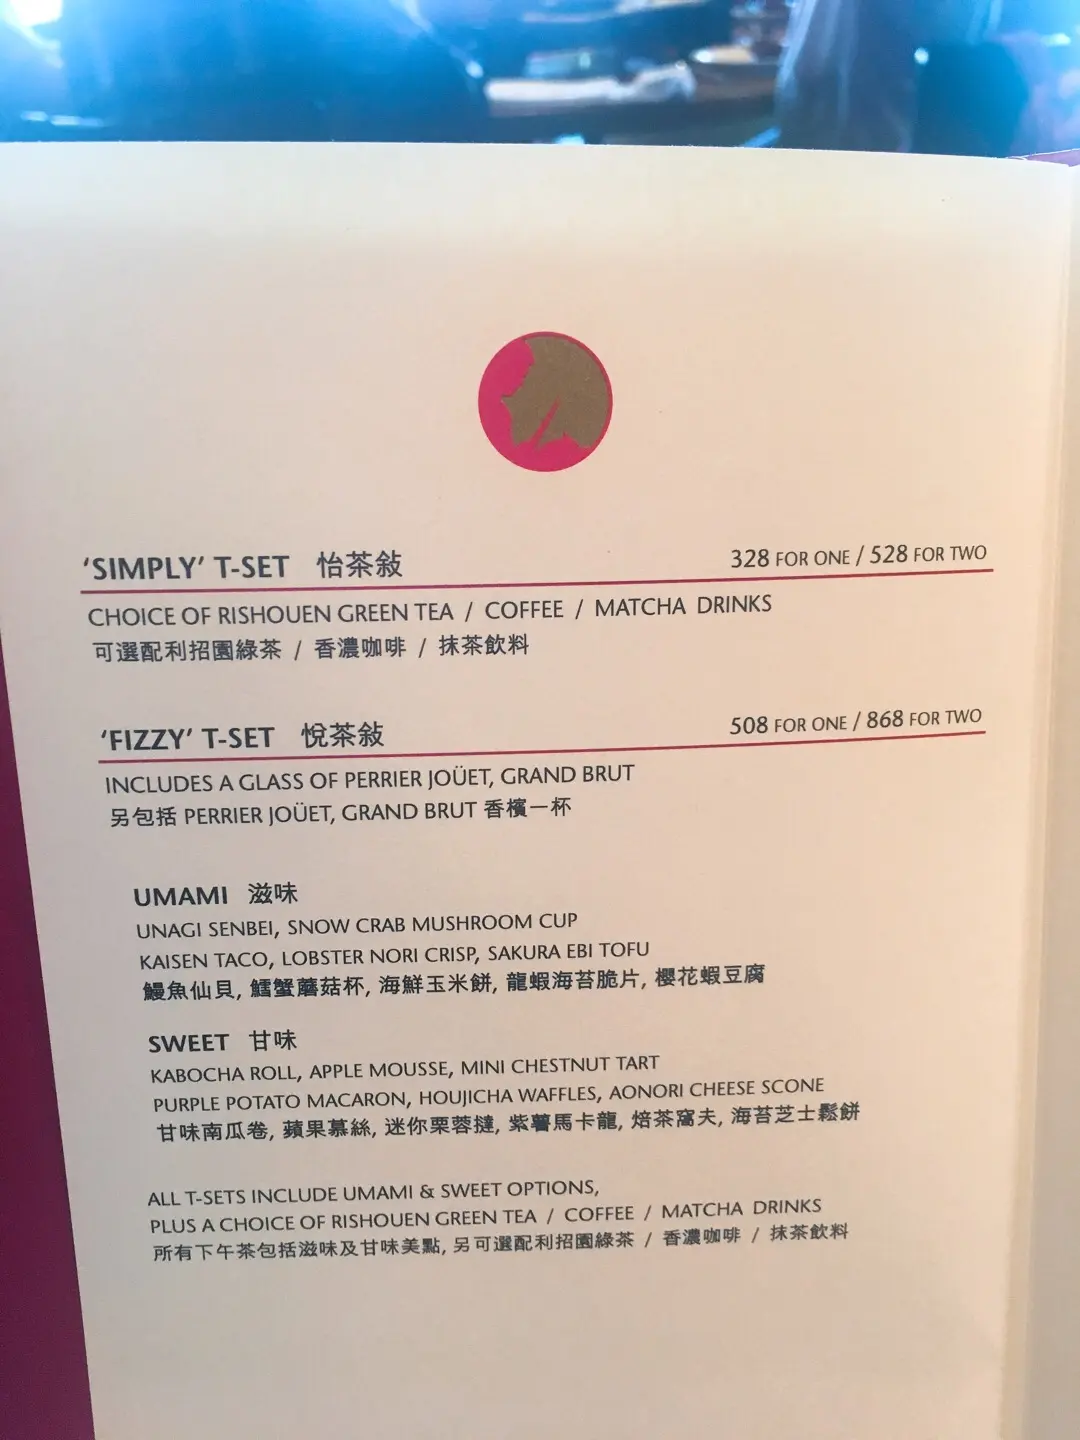 ‘SIMPLY’ T-SET 怡茶敍 328 FOR ONE / 528 FOR TWO
CHOICE OF RISHOUEN GREEN TEA / COFFEE / MATCHA DRINKS
可選配利招園綠茶 / 香濃咖啡 / 抹茶飲料
‘FIZZY’ T-SET 悅茶敍 508 FOR ONE / 868 FOR TWO
INCLUDES A GLASS OF PERRIER JOÜET, GRAND BRUT
另包括 PERRIER JOÜET, GRAND BRUT 香檳一杯
UMAMI 滋味
UNAGI SENBEI, SNOW CRAB MUSHROOM CUP
KAISEN TACO, LOBSTER NORI CRISP, SAKURA EBI TOFU
鰻魚仙貝, 鱈蟹蘑菇杯, 海鮮玉米餅, 龍蝦海苔脆片, 櫻花蝦豆腐
SWEET 甘味
KABOCHA ROLL, APPLE MOUSSE, MINI CHESTNUT TART
PURPLE POTATO MACARON, HOUJICHA WAFFLES, AONORI CHEESE SCONE
甘味南瓜卷, 蘋果慕絲, 迷你栗蓉撻, 紫薯馬卡龍, 焙茶窩夫, 海苔芝士鬆餅
ALL T-SETS INCLUDE UMAMI & SWEET OPTIONS,
PLUS A CHOICE OF RISHOUEN GREEN TEA / COFFEE / MATCHA DRINKS
所有下午茶包括滋味及甘味美點, 另可選配利招園綠茶 / 香濃咖啡 / 抹茶飲料